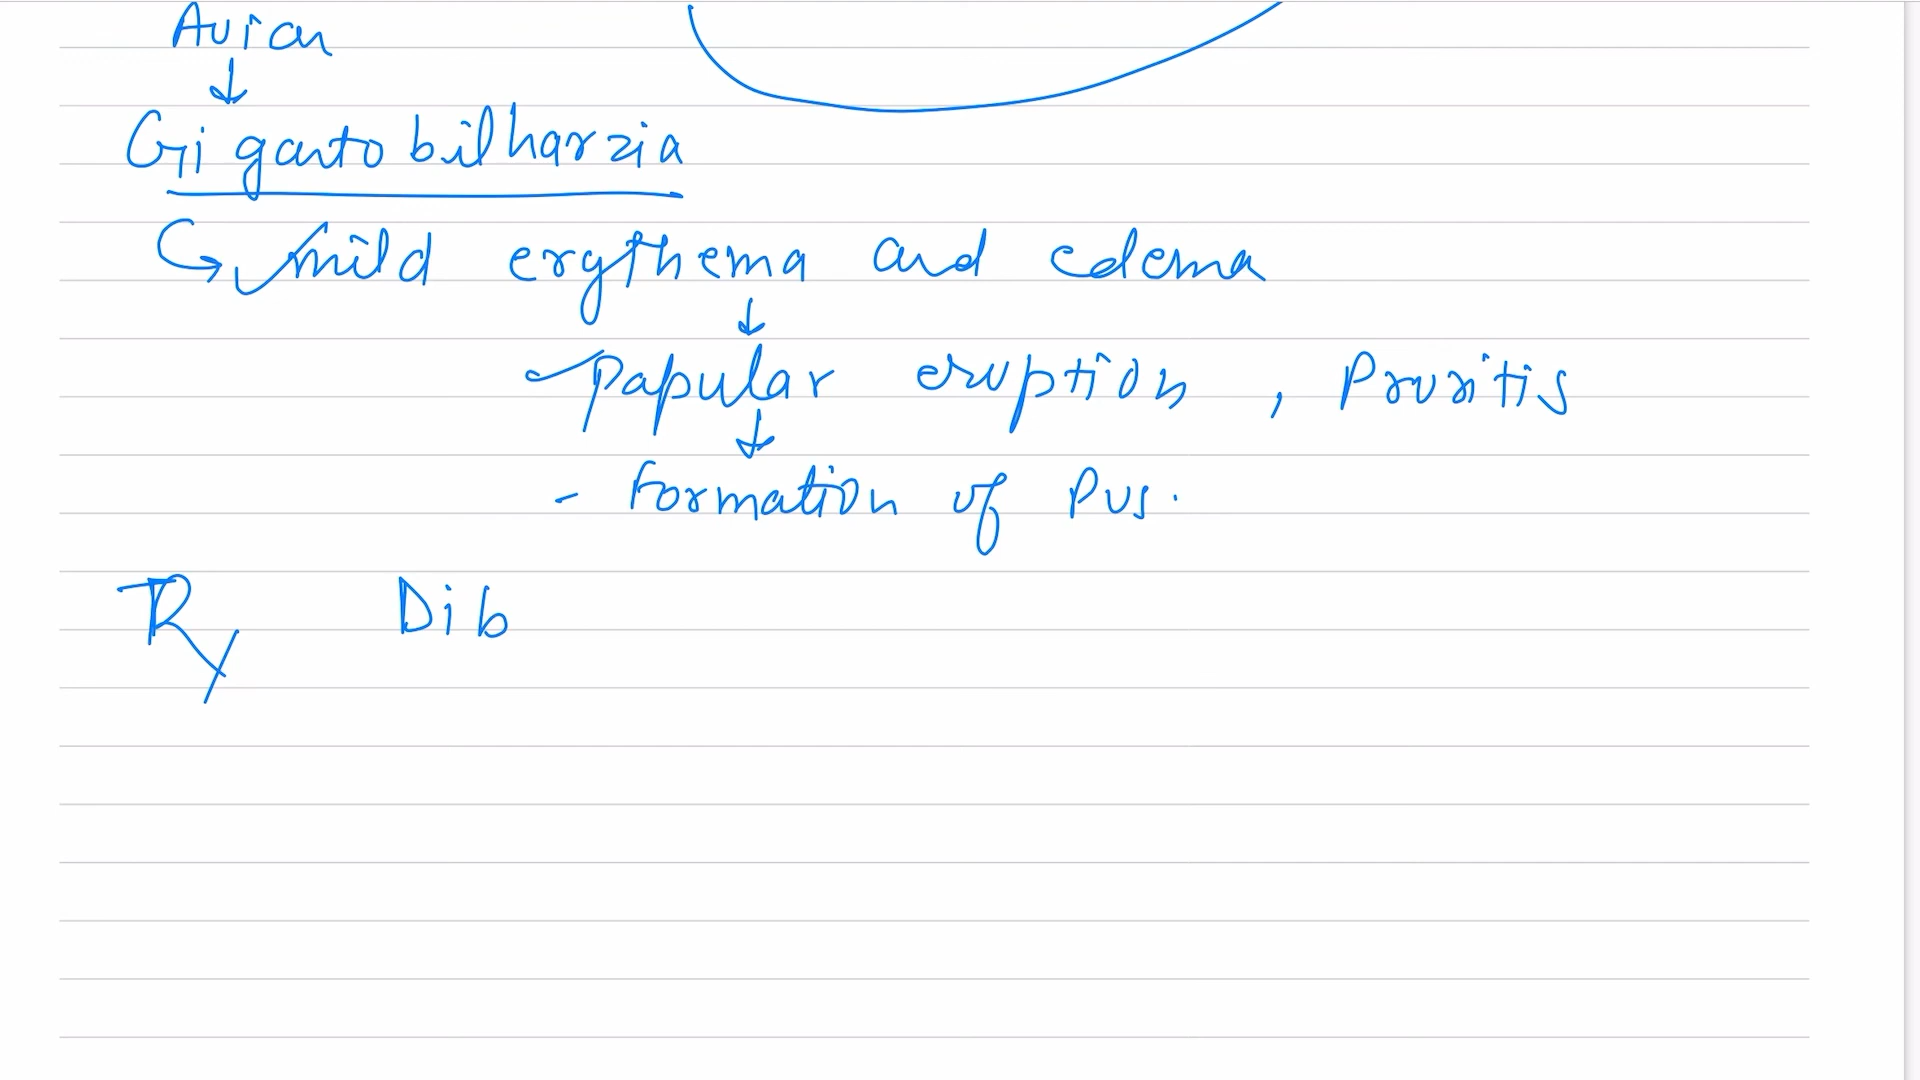 Avian
↓
Gigantobilharzia
↳ mild erythema and edema
↓
papular eruption, Pruritis
↓
- Formation of Pus.
Rx Dib